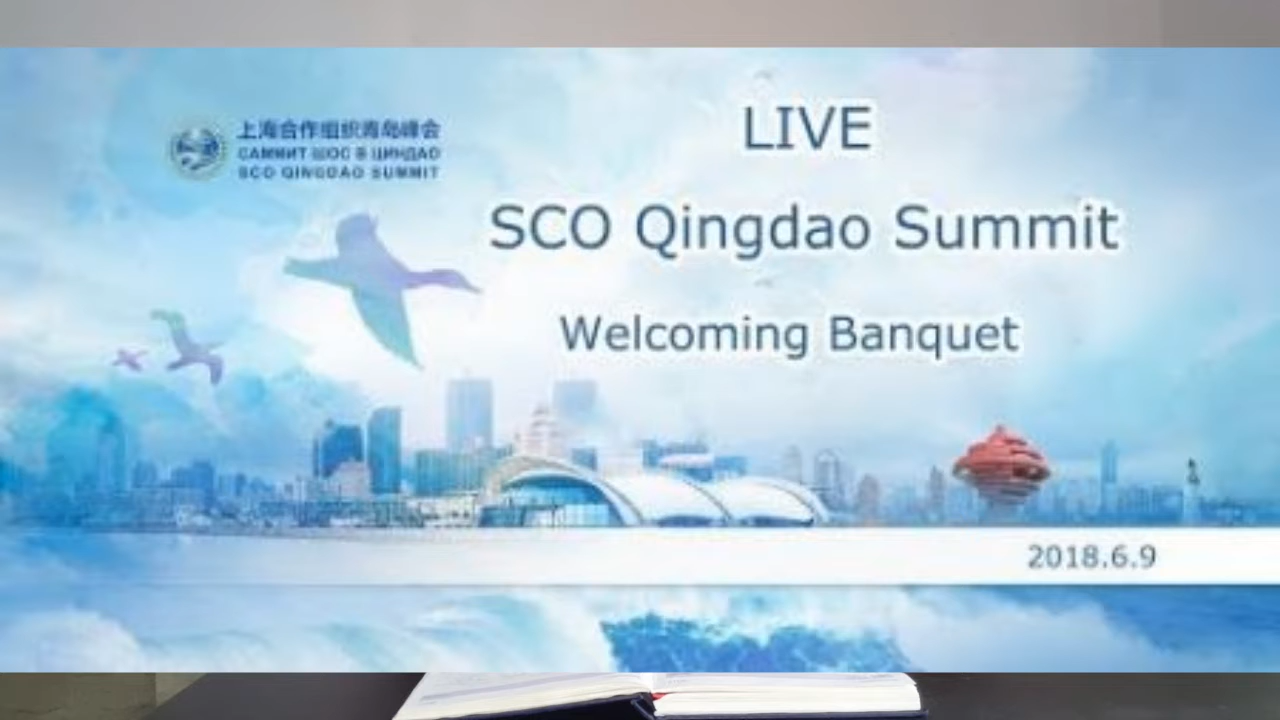 上海合作组织青岛峰会
САММИТ ШОС В ЦИНДАО
SCO QINGDAO SUMMIT
LIVE
SCO Qingdao Summit
Welcoming Banquet
2018.6.9